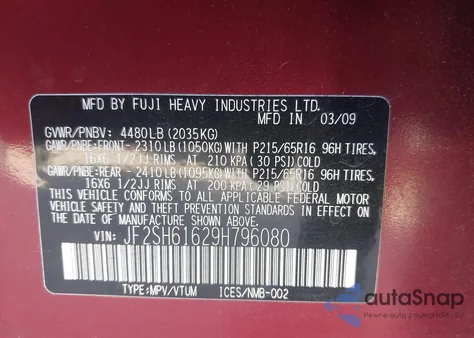 MFD BY FUJI HEAVY INDUSTRIES LTD.
MFD. IN 03/09
GVWR/PNBV: 4480LB (2035KG)
GAWR/PNBE:FRONT-2310LB(1050KG)WITH P215/65R16 96H TIRES,
16X6 1/2JJ RIMS AT 210 KPA (30 PSI)COLD
GAWR/PNBE:REAR -2410LB(1095KG)WITH P215/65R16 96H TIRES,
16X6 1/2JJ RIMS AT 200 KPA (29 PSI)COLD
THIS VEHICLE CONFORMS TO ALL APPLICABLE FEDERAL MOTOR
VEHICLE SAFETY AND
THEFT PREVENTION STANDARDS IN EFFECT ON THE DATE OF
MANUFACTURE SHOWN ABOVE.
VIN: JF2SH61629H796080
TYPE:MPV/VTUM ICES/NMB-002
autoSnap
Pewne auta z